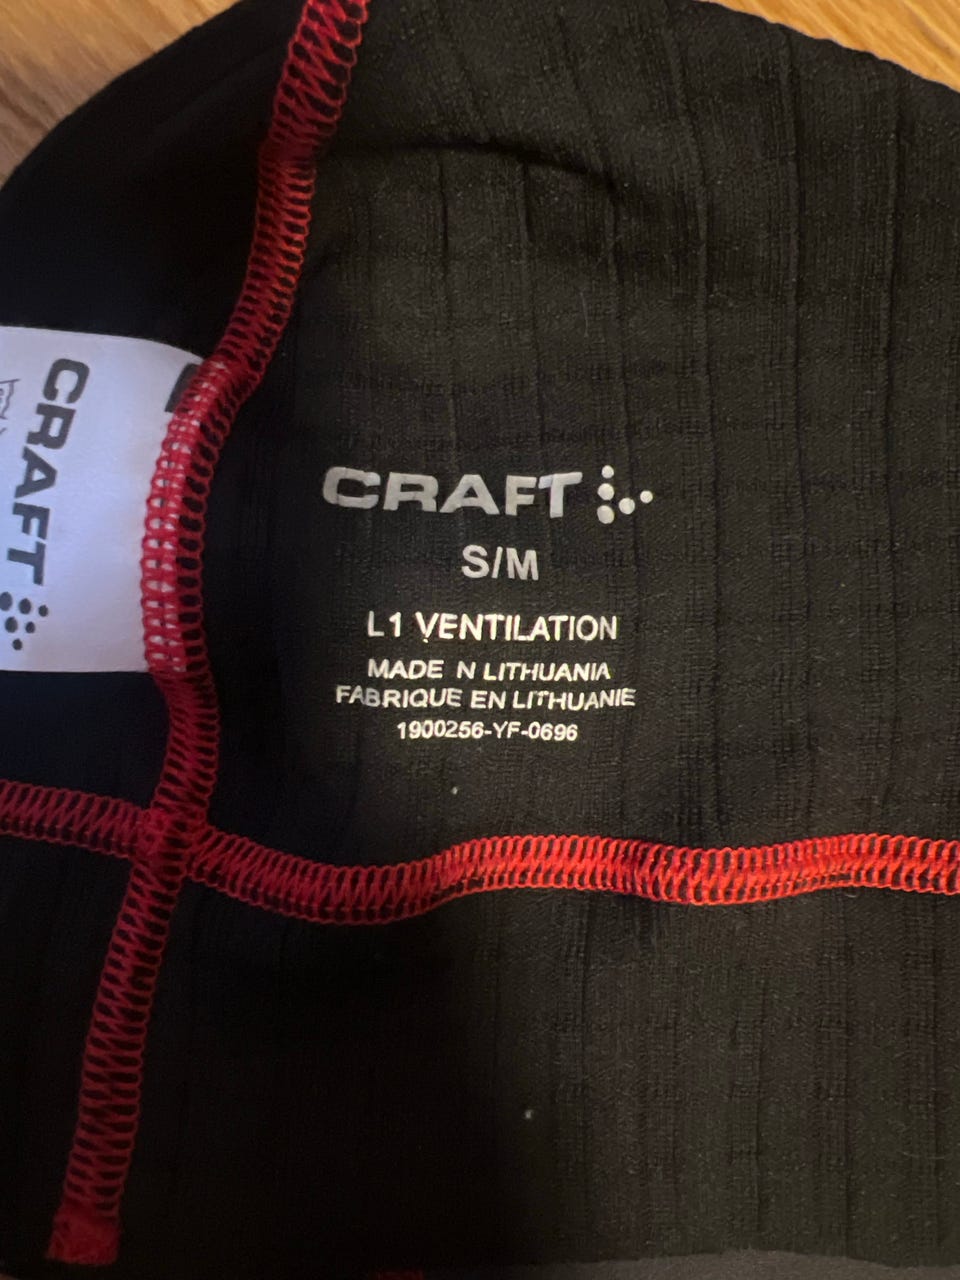 CRAFT
CRAFT
S/M
L1 VENTILATION
MADE N LITHUANIA
FABRIQUE EN LITHUANIE
1900256-YF-0696